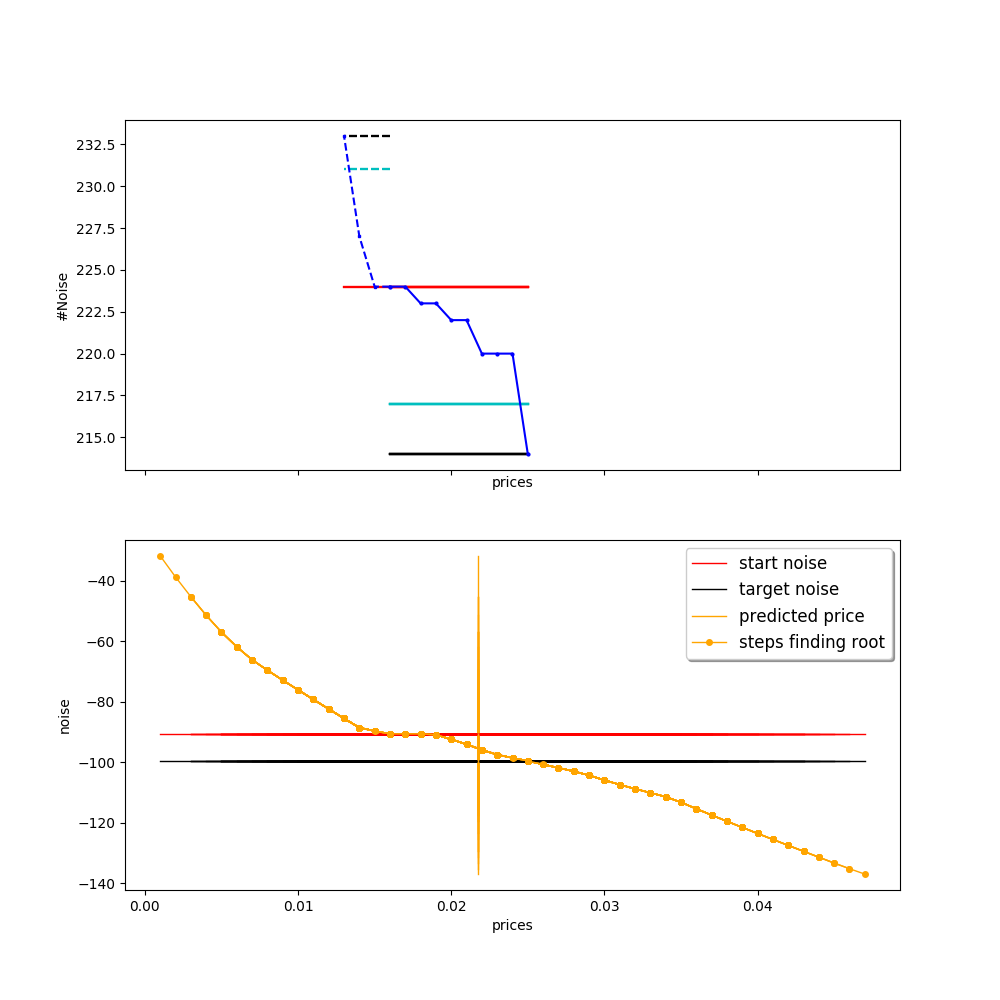 232.5
230.0
227.5
225.0
222.5
220.0
217.5
215.0
#Noise
prices
start noise
target noise
predicted price
steps finding root
−40
−60
−80
−100
−120
−140
noise
0.00 0.01 0.02 0.03 0.04
prices